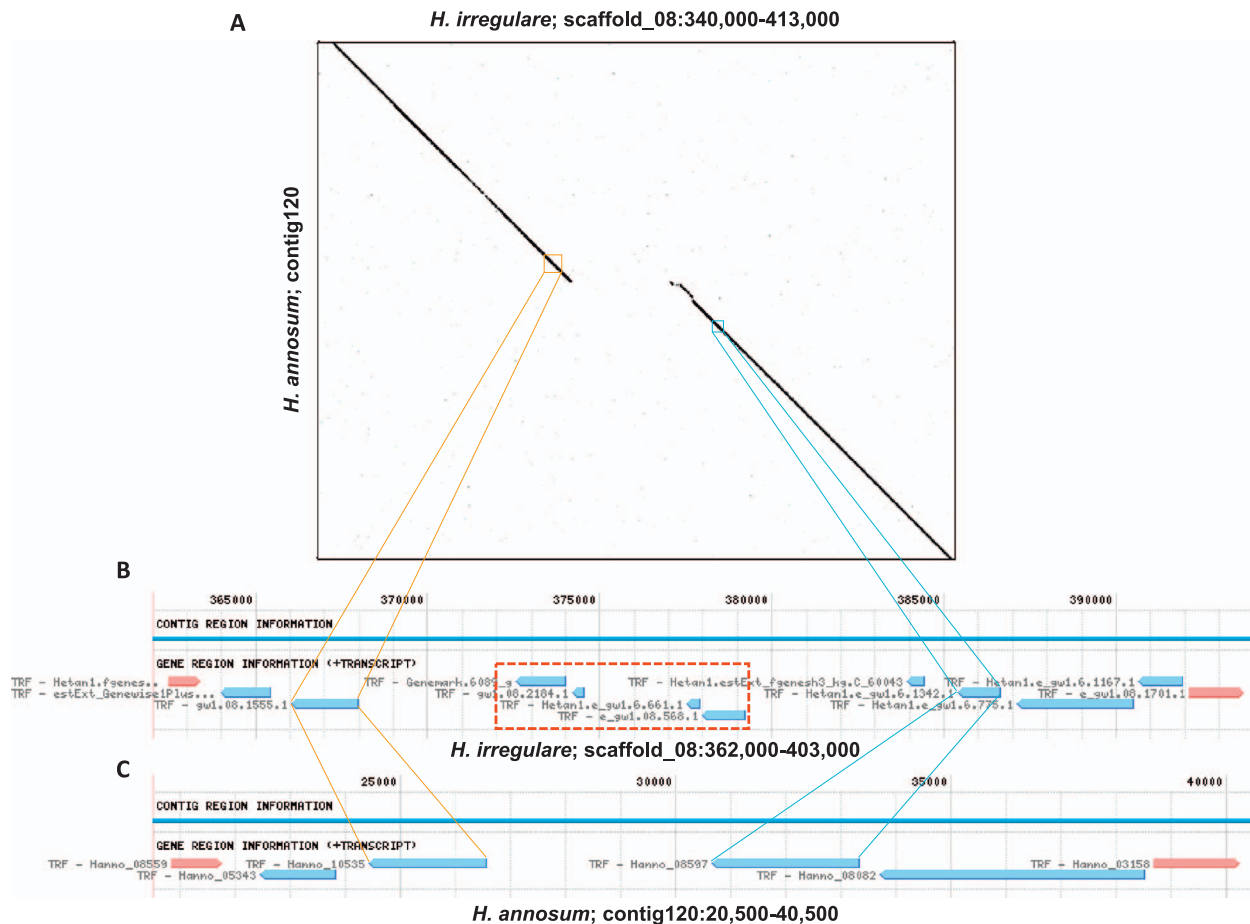 A
H. irregulare; scaffold_08:340,000-413,000
H. annosum; contig120
B
365000 370000 375000 380000 385000 390000
CONTIG REGION INFORMATION
GENE REGION INFORMATION (+TRANSCRIPT)
TRF - Hetan1.fgenes.. TRF - Genemark.6089_g TRF - Hetan1.estExt_fgenesh3_kg.C_60043 TRF - Hetan1.e_gw1.6.1167.1
TRF - estExt_Genewise1Plus... TRF - gw1.08.2184.1 TRF - Hetan1.e_gw1.6.1342.1 TRF - e_gw1.08.1701.1
TRF - gw1.08.1555.1 TRF - Hetan1.e_gw1.6.661.1 TRF - Hetan1.e_gw1.6.775.1
TRF - e_gw1.08.568.1
H. irregulare; scaffold_08:362,000-403,000
C
25000 30000 35000 40000
CONTIG REGION INFORMATION
GENE REGION INFORMATION (+TRANSCRIPT)
TRF - Hanno_08559 TRF - Hanno_10535 TRF - Hanno_08597 TRF - Hanno_03158
TRF - Hanno_05343 TRF - Hanno_08082
H. annosum; contig120:20,500-40,500